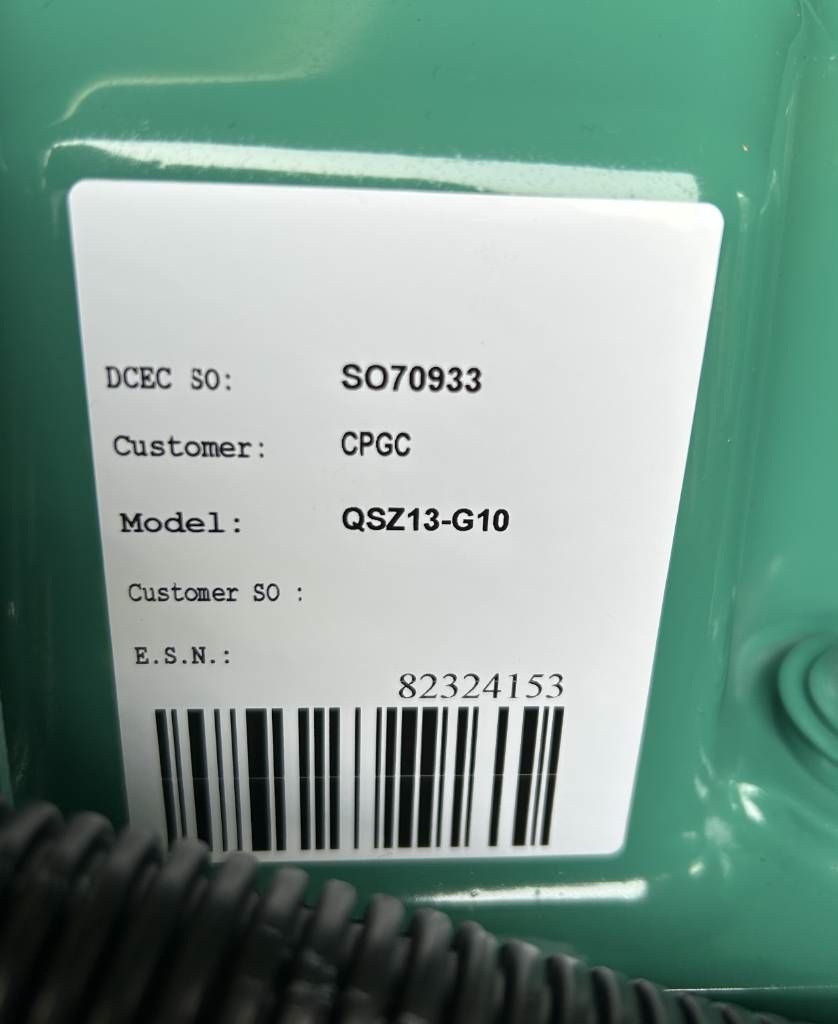 DCEC SO: SO70933
Customer: CPGC
Model: QSZ13-G10
Customer SO :
E.S.N.:
82324153